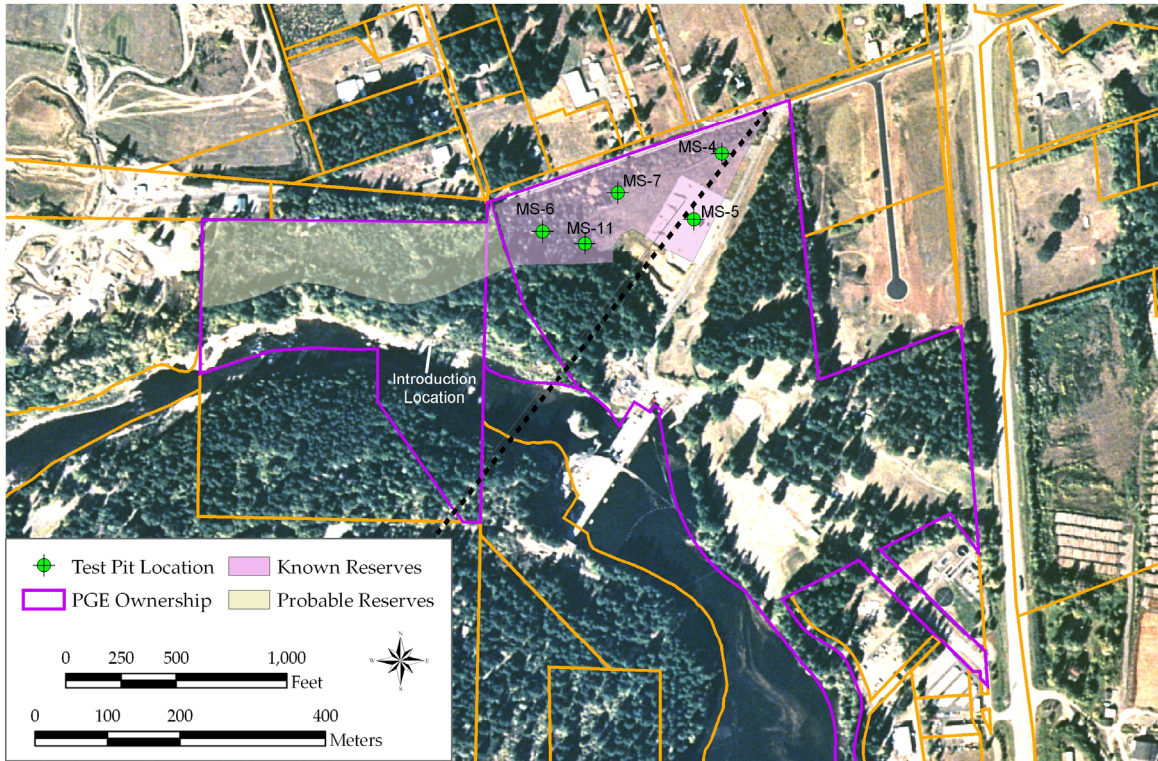 MS-4
MS-7
MS-5
MS-6
MS-11
Introduction
Location
Test Pit Location
Known Reserves
PGE Ownership
Probable Reserves
0 250 500 1,000
Feet
0 100 200 400
Meters
N
W E
S